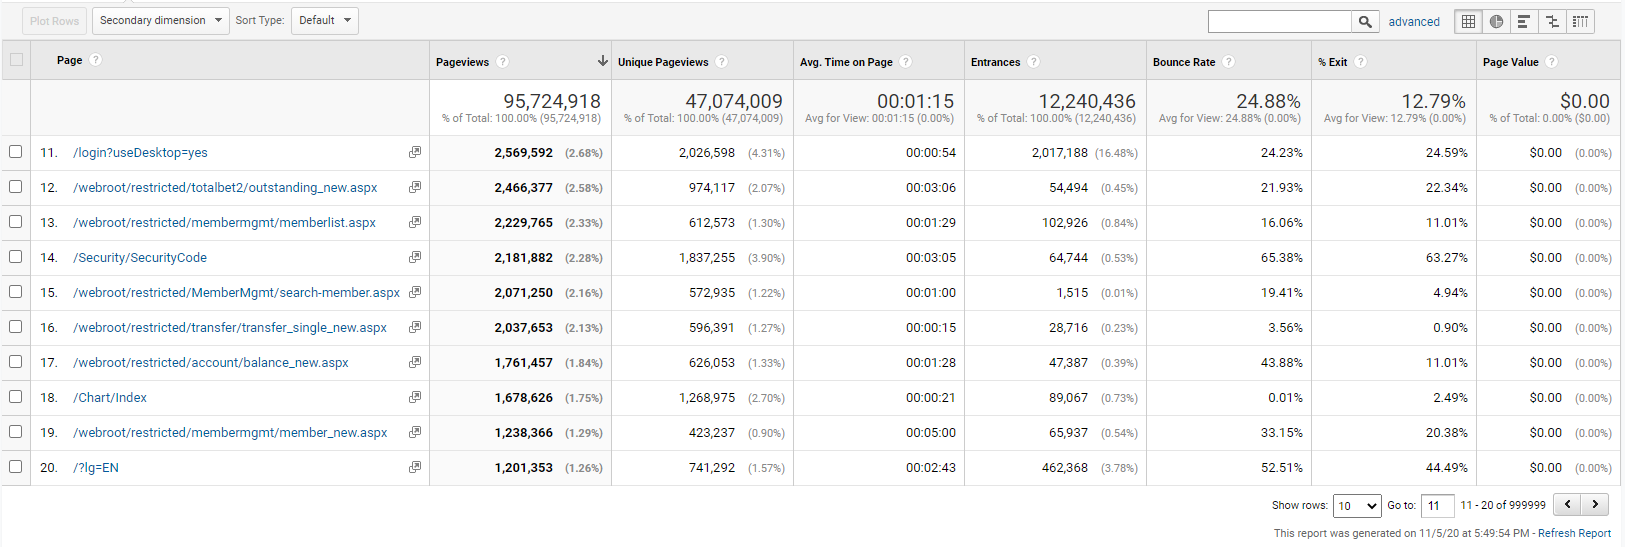 Plot Rows Secondary dimension Sort Type: Default advanced
Page ? Pageviews ? Unique Pageviews ? Avg. Time on Page ? Entrances ? Bounce Rate ? % Exit ? Page Value ?
95,724,918 47,074,009 00:01:15 12,240,436 24.88% 12.79% $0.00
% of Total: 100.00% (95,724,918) % of Total: 100.00% (47,074,009) Avg for View: 00:01:15 (0.00%) % of Total: 100.00% (12,240,436) Avg for View: 24.88% (0.00%) Avg for View: 12.79% (0.00%) % of Total: 0.00% ($0.00)
11. /login?useDesktop=yes 2,569,592 (2.68%) 2,026,598 (4.31%) 00:00:54 2,017,188 (16.48%) 24.23% 24.59% $0.00 (0.00%)
12. /webroot/restricted/totalbet2/outstanding_new.aspx 2,466,377 (2.58%) 974,117 (2.07%) 00:03:06 54,494 (0.45%) 21.93% 22.34% $0.00 (0.00%)
13. /webroot/restricted/membermgmt/memberlist.aspx 2,229,765 (2.33%) 612,573 (1.30%) 00:01:29 102,926 (0.84%) 16.06% 11.01% $0.00 (0.00%)
14. /Security/SecurityCode 2,181,882 (2.28%) 1,837,255 (3.90%) 00:03:05 64,744 (0.53%) 65.38% 63.27% $0.00 (0.00%)
15. /webroot/restricted/MemberMgmt/search-member.aspx 2,071,250 (2.16%) 572,935 (1.22%) 00:01:00 1,515 (0.01%) 19.41% 4.94% $0.00 (0.00%)
16. /webroot/restricted/transfer/transfer_single_new.aspx 2,037,653 (2.13%) 596,391 (1.27%) 00:00:15 28,716 (0.23%) 3.56% 0.90% $0.00 (0.00%)
17. /webroot/restricted/account/balance_new.aspx 1,761,457 (1.84%) 626,053 (1.33%) 00:01:28 47,387 (0.39%) 43.88% 11.01% $0.00 (0.00%)
18. /Chart/Index 1,678,626 (1.75%) 1,268,975 (2.70%) 00:00:21 89,067 (0.73%) 0.01% 2.49% $0.00 (0.00%)
19. /webroot/restricted/membermgmt/member_new.aspx 1,238,366 (1.29%) 423,237 (0.90%) 00:05:00 65,937 (0.54%) 33.15% 20.38% $0.00 (0.00%)
20. /?lg=EN 1,201,353 (1.26%) 741,292 (1.57%) 00:02:43 462,368 (3.78%) 52.51% 44.49% $0.00 (0.00%)
Show rows: 10 Go to: 11 11 - 20 of 999999
This report was generated on 11/5/20 at 5:49:54 PM - Refresh Report